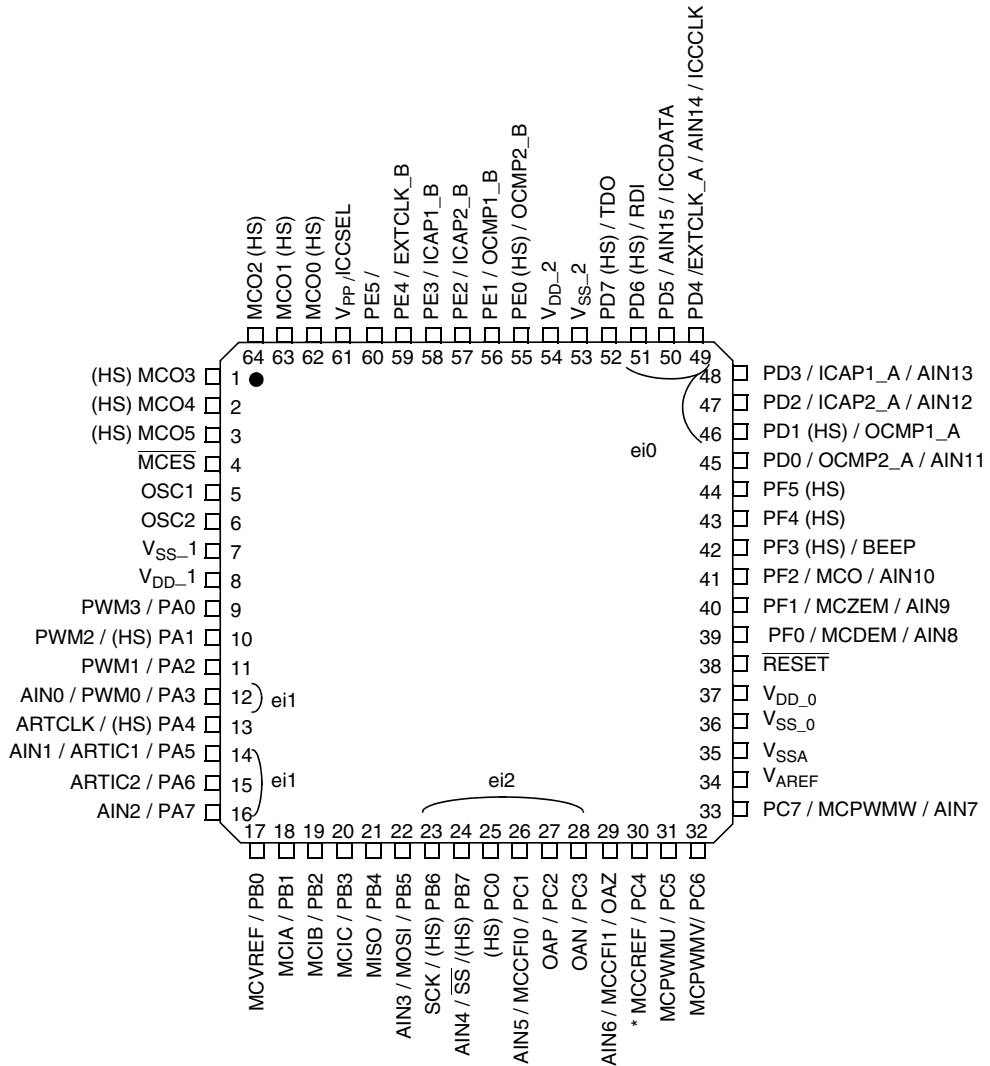 MCO2 (HS)
MCO1 (HS)
MCO0 (HS)
VPP /ICCSEL
PE5 /
PE4 / EXTCLK_B
PE3 / ICAP1_B
PE2 / ICAP2_B
PE1 / OCMP1_B
PE0 (HS) / OCMP2_B
VDD_2
VSS_2
PD7 (HS) / TDO
PD6 (HS) / RDI
PD5 / AIN15 / ICCDATA
PD4 /EXTCLK_A / AIN14 / ICCCLK
64 63 62 61 60 59 58 57 56 55 54 53 52 51 50 49
(HS) MCO3 1
(HS) MCO4 2
(HS) MCO5 3
MCES 4
OSC1 5
OSC2 6
VSS_1 7
VDD_1 8
PWM3 / PA0 9
PWM2 / (HS) PA1 10
PWM1 / PA2 11
AIN0 / PWM0 / PA3 12
ARTCLK / (HS) PA4 13
AIN1 / ARTIC1 / PA5 14
ARTIC2 / PA6 15
AIN2 / PA7 16
ei1
ei1
ei0
ei2
48 PD3 / ICAP1_A / AIN13
47 PD2 / ICAP2_A / AIN12
46 PD1 (HS) / OCMP1_A
45 PD0 / OCMP2_A / AIN11
44 PF5 (HS)
43 PF4 (HS)
42 PF3 (HS) / BEEP
41 PF2 / MCO / AIN10
40 PF1 / MCZEM / AIN9
39 PF0 / MCDEM / AIN8
38 RESET
37 VDD_0
36 VSS_0
35 VSSA
34 VAREF
33 PC7 / MCPWMW / AIN7
17 18 19 20 21 22 23 24 25 26 27 28 29 30 31 32
MCVREF / PB0
MCIA / PB1
MCIB / PB2
MCIC / PB3
MISO / PB4
AIN3 / MOSI / PB5
SCK / (HS) PB6
AIN4 / SS /(HS) PB7
(HS) PC0
AIN5 / MCCFI0 / PC1
OAP / PC2
OAN / PC3
AIN6 / MCCFI1 / OAZ
* MCCREF / PC4
MCPWMU / PC5
MCPWMV/ PC6